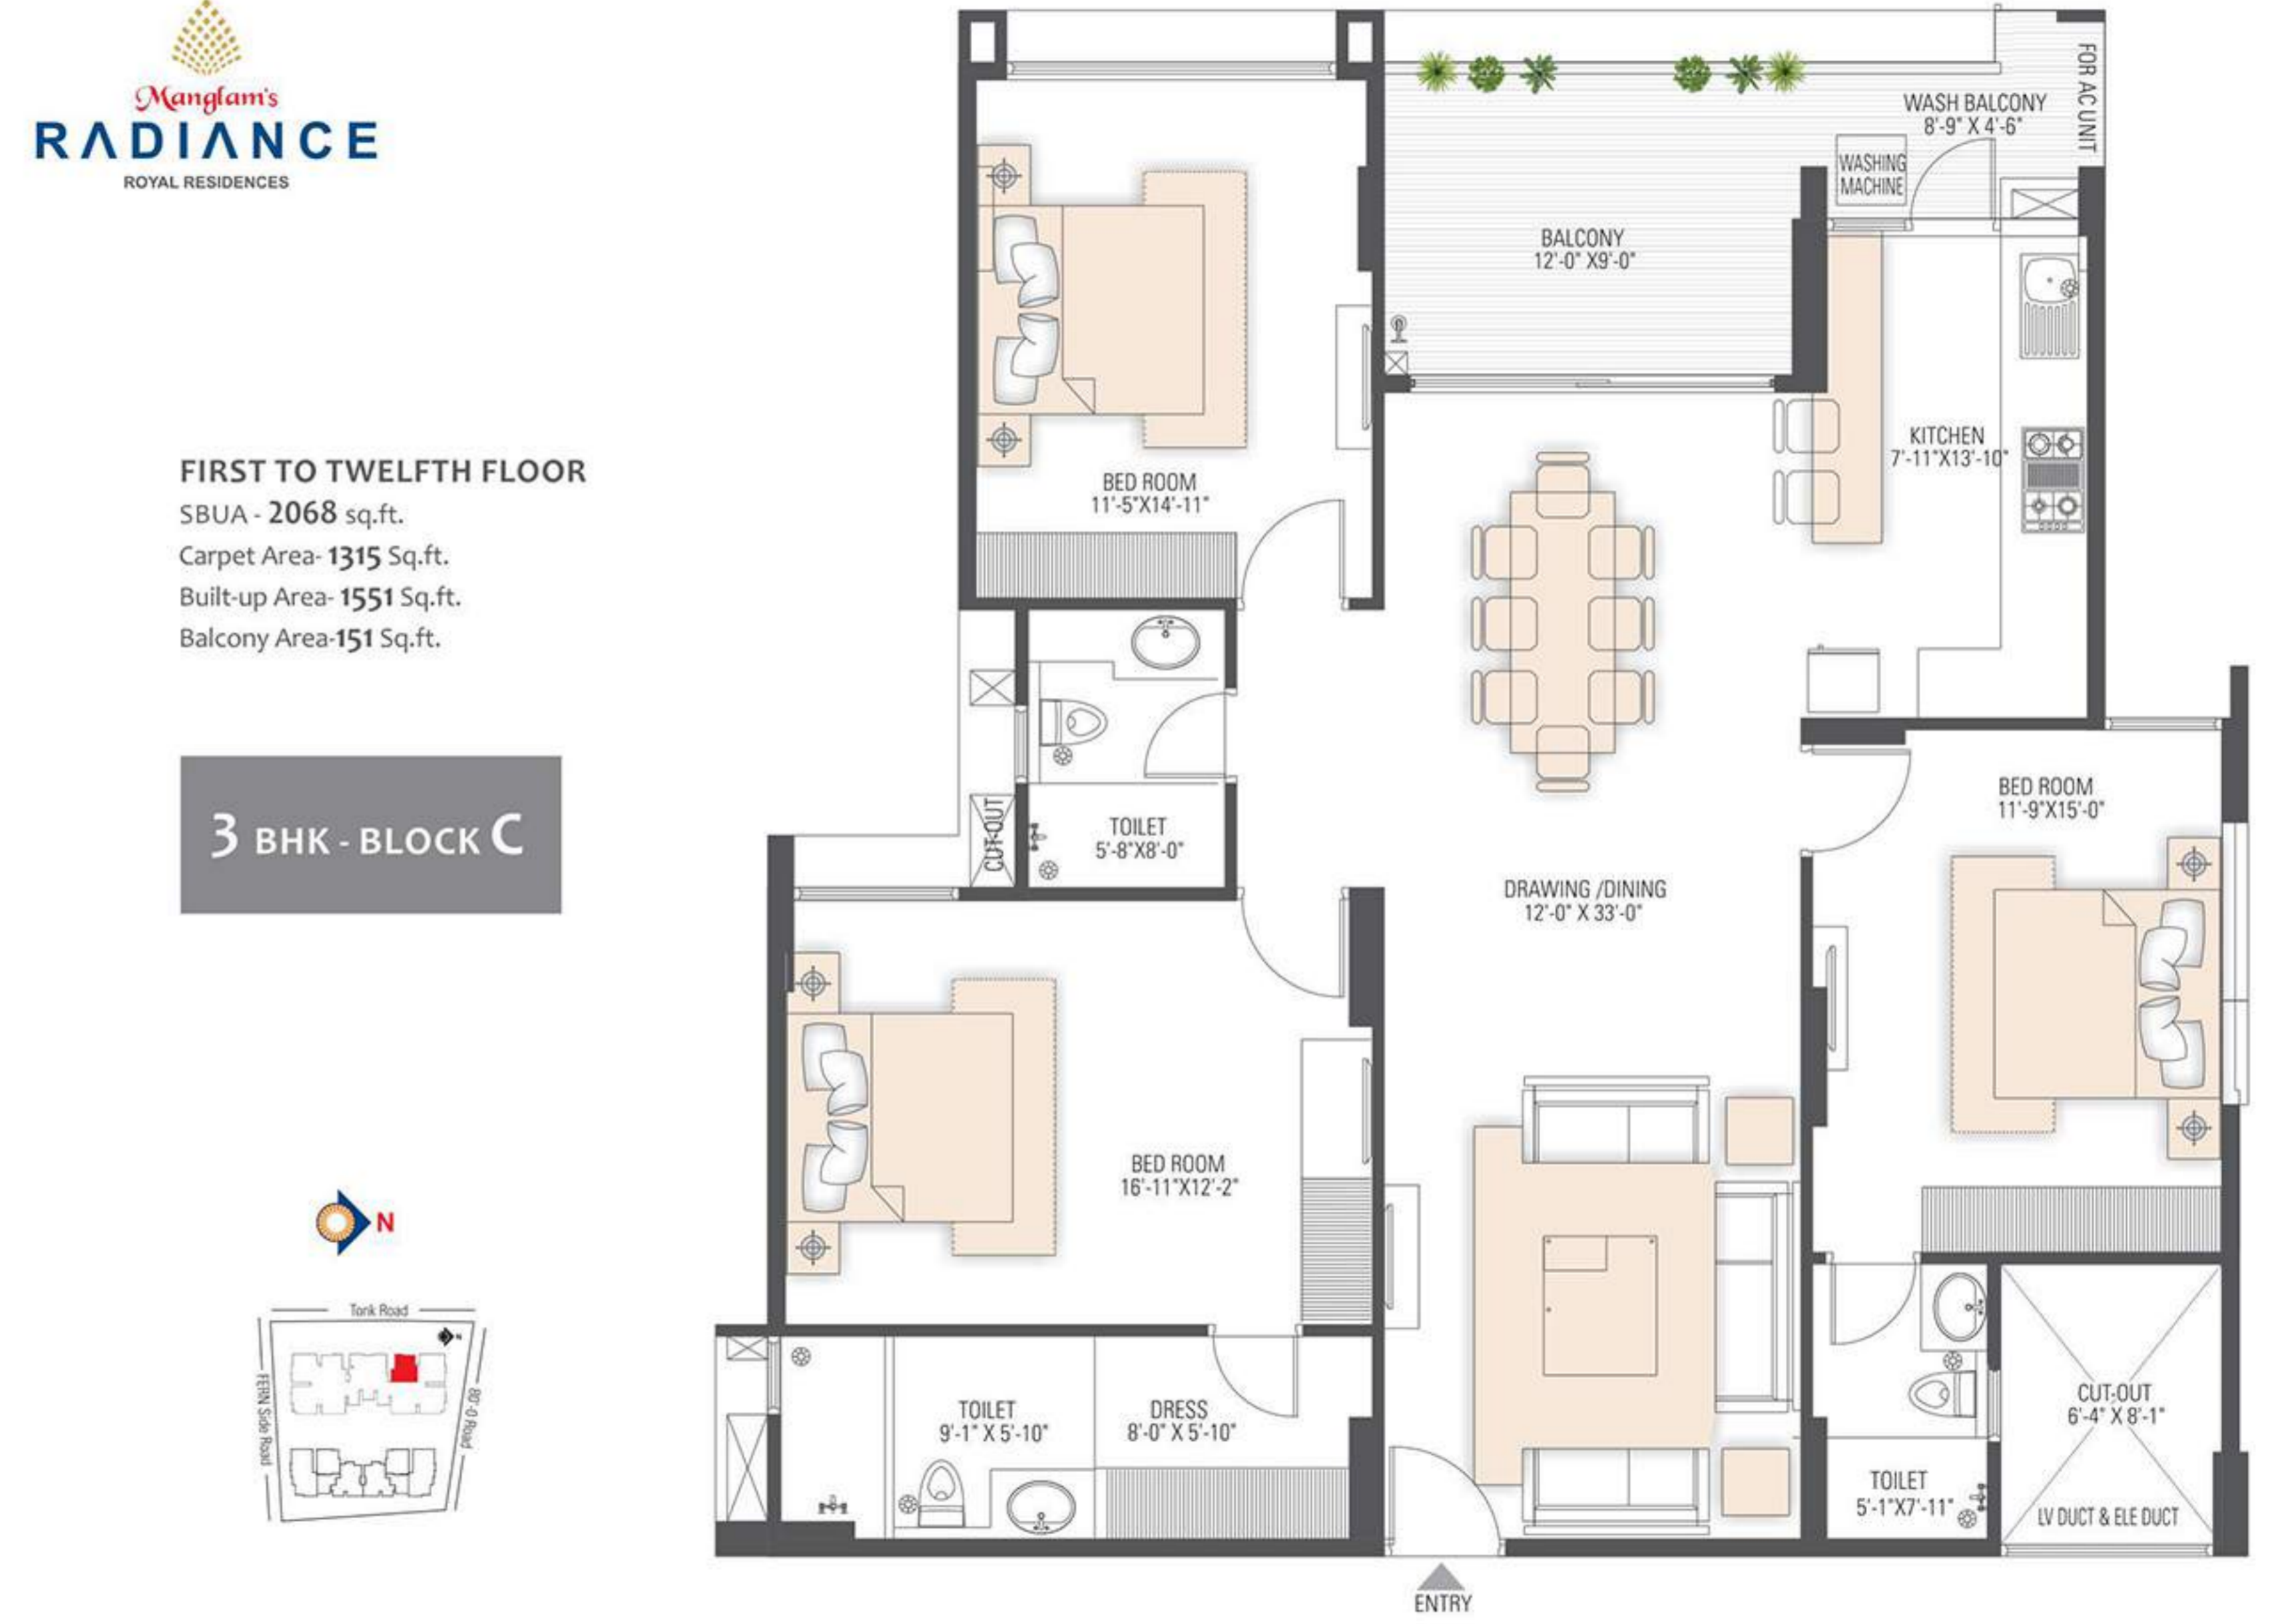 Manglam's
RADIANCE
ROYAL RESIDENCES
FIRST TO TWELFTH FLOOR
SBUA - 2068 sq.ft.
Carpet Area- 1315 Sq.ft.
Built-up Area- 1551 Sq.ft.
Balcony Area-151 Sq.ft.
3 BHK - BLOCK C
N
Tonk Road
N
FERN Side Road
80'-0 Road
FOR AC UNIT
WASH BALCONY
8'-9" X 4'-6"
WASHING
MACHINE
BALCONY
12'-0" X9'-0"
KITCHEN
7'-11"X13'-10"
BED ROOM
11'-5"X14'-11"
TOILET
5'-8"X8'-0"
CUT-OUT
BED ROOM
11'-9"X15'-0"
DRAWING /DINING
12'-0" X 33'-0"
BED ROOM
16'-11"X12'-2"
TOILET
9'-1" X 5'-10"
DRESS
8'-0" X 5'-10"
CUT-OUT
6'-4" X 8'-1"
TOILET
5'-1"X7'-11"
LV DUCT & ELE DUCT
ENTRY